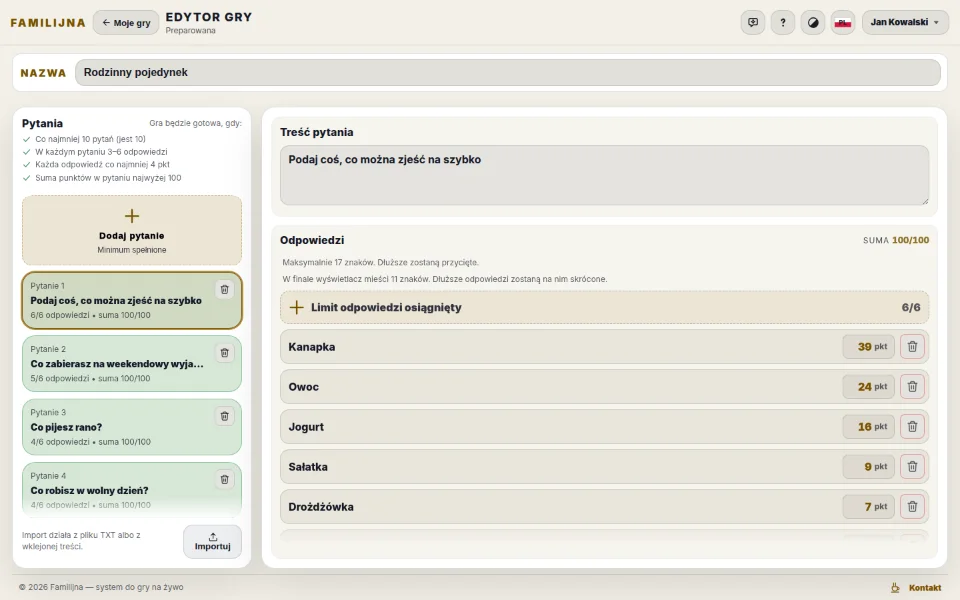 FAMILIJNA
← Moje gry
EDYTOR GRY
Preparowana
?
PL
Jan Kowalski
NAZWA
Rodzinny pojedynek
Pytania
Gra będzie gotowa, gdy:
Co najmniej 10 pytań (jest 10)
W każdym pytaniu 3–6 odpowiedzi
Każda odpowiedź co najmniej 4 pkt
Suma punktów w pytaniu najwyżej 100
Dodaj pytanie
Minimum spełnione
Pytanie 1
Podaj coś, co można zjeść na szybko
6/6 odpowiedzi • suma 100/100
Pytanie 2
Co zabierasz na weekendowy wyja...
5/6 odpowiedzi • suma 100/100
Pytanie 3
Co pijesz rano?
4/6 odpowiedzi • suma 100/100
Pytanie 4
Co robisz w wolny dzień?
4/6 odpowiedzi • suma 100/100
Import działa z pliku TXT albo z
wklejonej treści.
Importuj
Treść pytania
Podaj coś, co można zjeść na szybko
Odpowiedzi
SUMA 100/100
Maksymalnie 17 znaków. Dłuższe zostaną przycięte.
W finale wyświetlacz mieści 11 znaków. Dłuższe odpowiedzi zostaną na nim skrócone.
Limit odpowiedzi osiągnięty
6/6
Kanapka
39 pkt
Owoc
24 pkt
Jogurt
16 pkt
Sałatka
9 pkt
Drożdżówka
7 pkt
© 2026 Familijna — system do gry na żywo
Kontakt